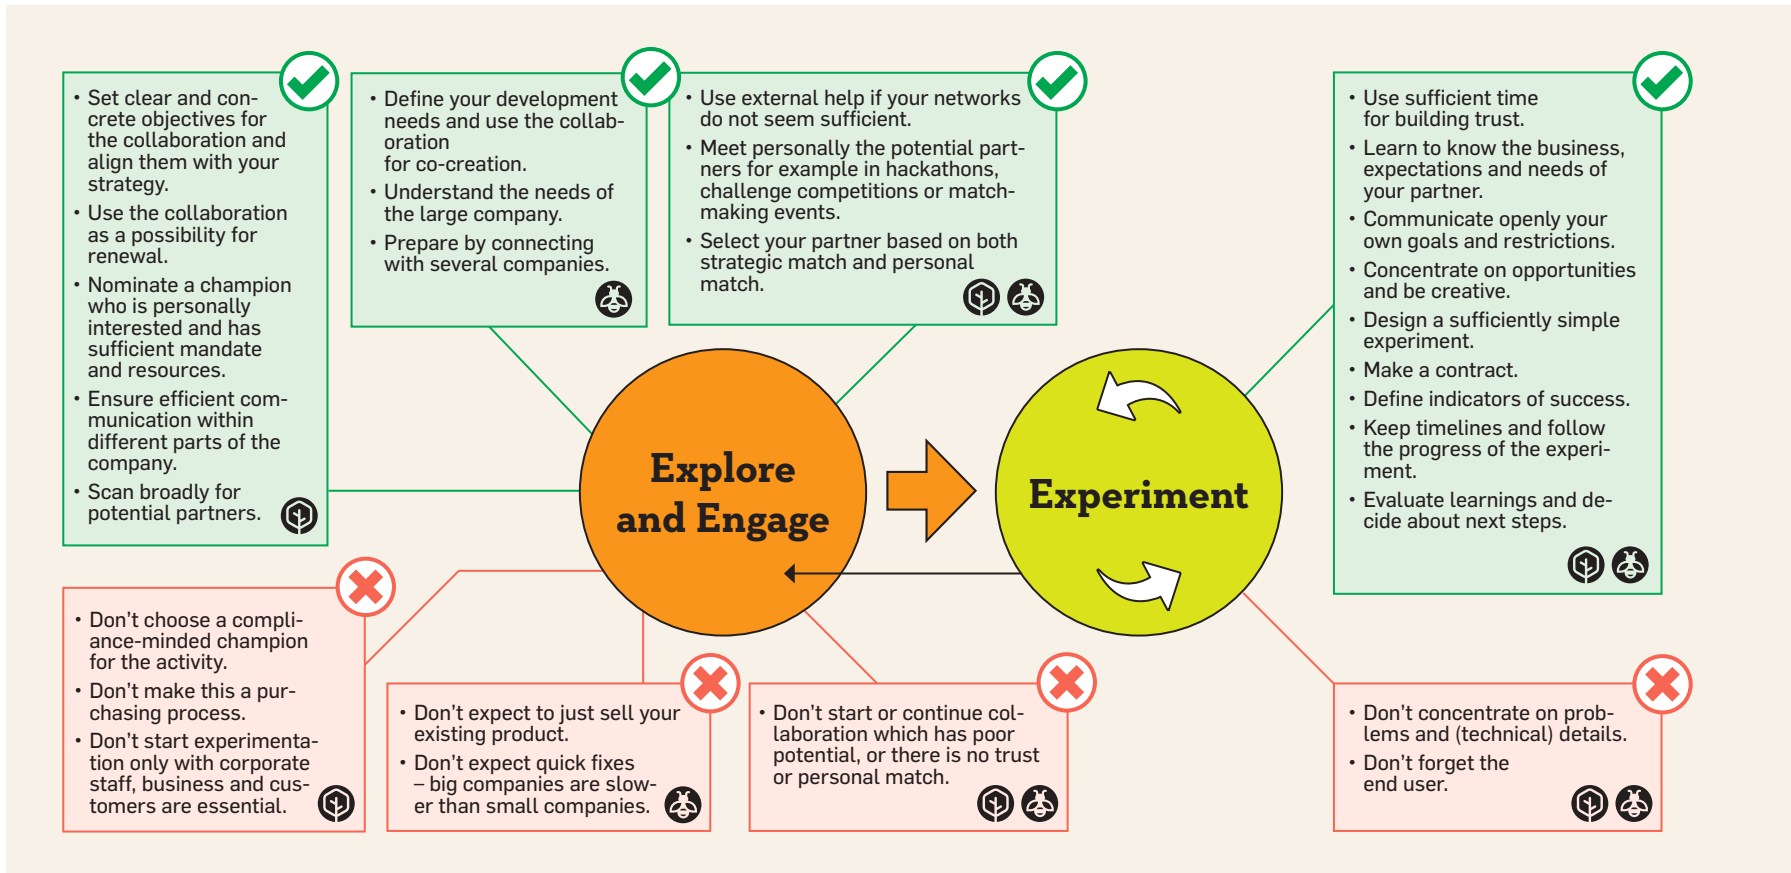 • Set clear and con-
crete objectives for
the collaboration and
align them with your
strategy.
• Use the collaboration
as a possibility for
renewal.
• Nominate a champion
who is personally
interested and has
sufficient mandate
and resources.
• Ensure efficient com-
munication within
different parts of the
company.
• Scan broadly for
potential partners.
• Define your development
needs and use the collab-
oration
for co-creation.
• Understand the needs of
the large company.
• Prepare by connecting
with several companies.
• Use external help if your networks
do not seem sufficient.
• Meet personally the potential part-
ners for example in hackathons,
challenge competitions or match-
making events.
• Select your partner based on both
strategic match and personal
match.
• Use sufficient time
for building trust.
• Learn to know the business,
expectations and needs of
your partner.
• Communicate openly your
own goals and restrictions.
• Concentrate on opportunities
and be creative.
• Design a sufficiently simple
experiment.
• Make a contract.
• Define indicators of success.
• Keep timelines and follow
the progress of the experi-
ment.
• Evaluate learnings and de-
cide about next steps.
Explore
and Engage
Experiment
• Don't choose a compli-
ance-minded champion
for the activity.
• Don't make this a pur-
chasing process.
• Don't start experimenta-
tion only with corporate
staff, business and cus-
tomers are essential.
• Don't expect to just sell your
existing product.
• Don't expect quick fixes
– big companies are slow-
er than small companies.
• Don't start or continue col-
laboration which has poor
potential, or there is no trust
or personal match.
• Don't concentrate on prob-
lems and (technical) details.
• Don't forget the
end user.